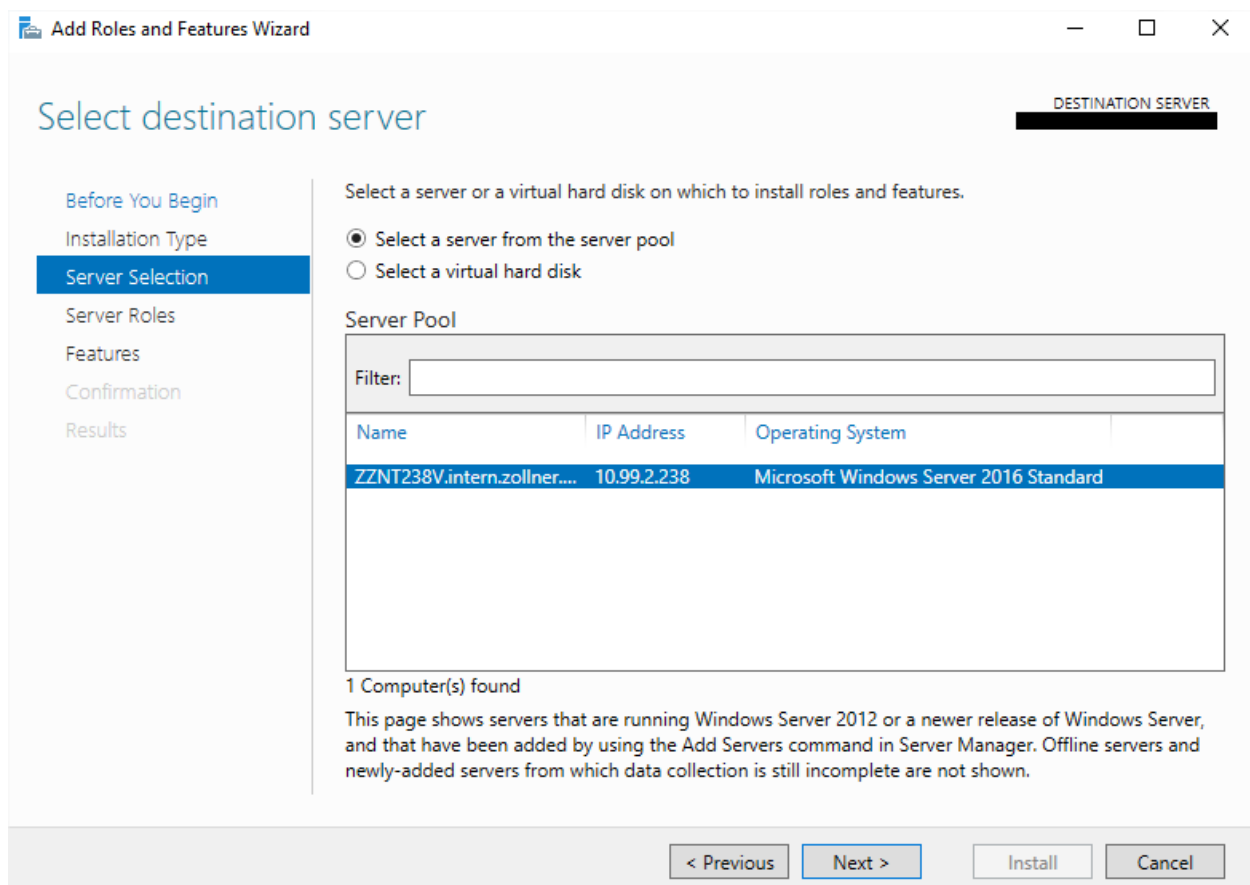 Add Roles and Features Wizard
Select destination server
DESTINATION SERVER
Before You Begin
Installation Type
Server Selection
Server Roles
Features
Confirmation
Results
Select a server or a virtual hard disk on which to install roles and features.
Select a server from the server pool
Select a virtual hard disk
Server Pool
Filter:
Name IP Address Operating System
ZZNT238V.intern.zollner.... 10.99.2.238 Microsoft Windows Server 2016 Standard
1 Computer(s) found
This page shows servers that are running Windows Server 2012 or a newer release of Windows Server,
and that have been added by using the Add Servers command in Server Manager. Offline servers and
newly-added servers from which data collection is still incomplete are not shown.
< Previous Next > Install Cancel